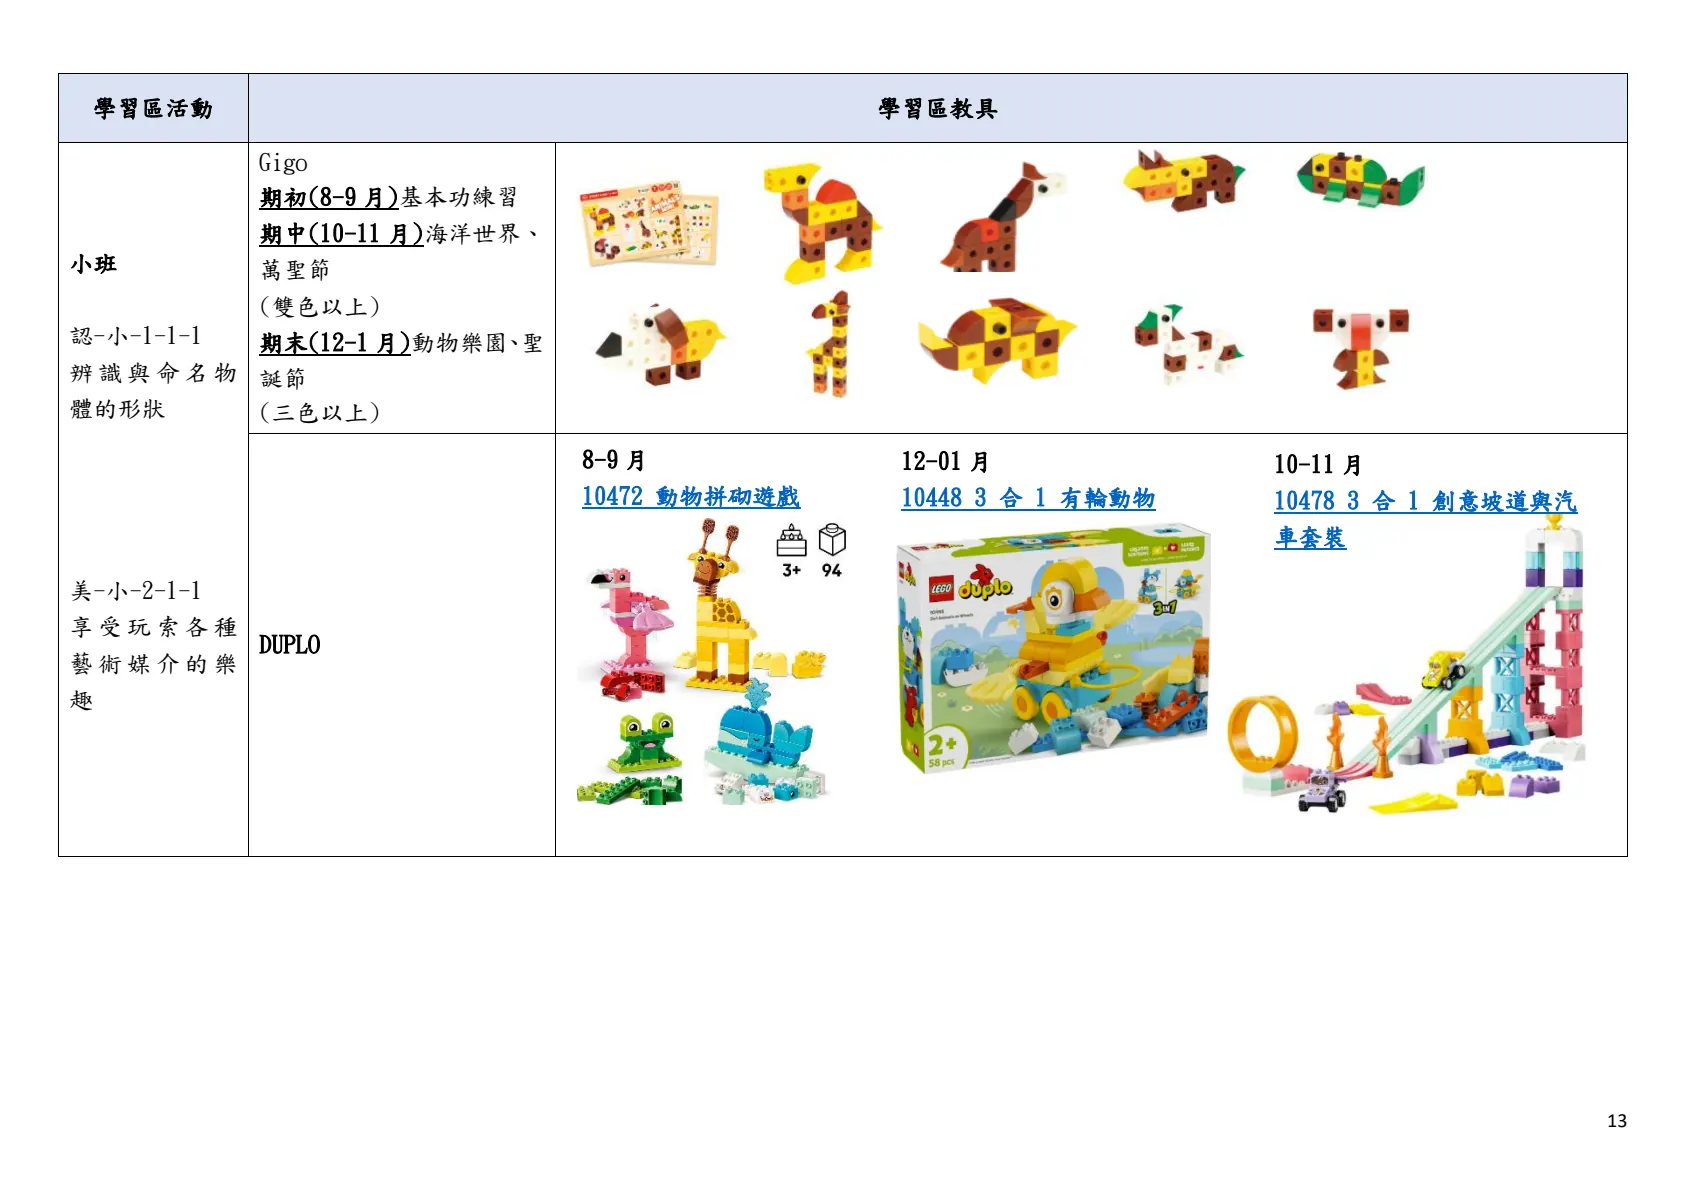 學習區活動
學習區教具
小班
認-小-1-1-1
辨識與命名物
體的形狀
美-小-2-1-1
享受玩索各種
藝術媒介的樂
趣
Gigo
期初(8-9 月)基本功練習
期中(10-11 月)海洋世界、
萬聖節
(雙色以上)
期末(12-1 月)動物樂園、聖
誕節
(三色以上)
DUPLO
8-9 月
10472 動物拼砌遊戲
3+
94
12-01 月
10448 3 合 1 有輪動物
LEGO duplo
3in1
2+
58 pcs
10-11 月
10478 3 合 1 創意坡道與汽
車套裝
13